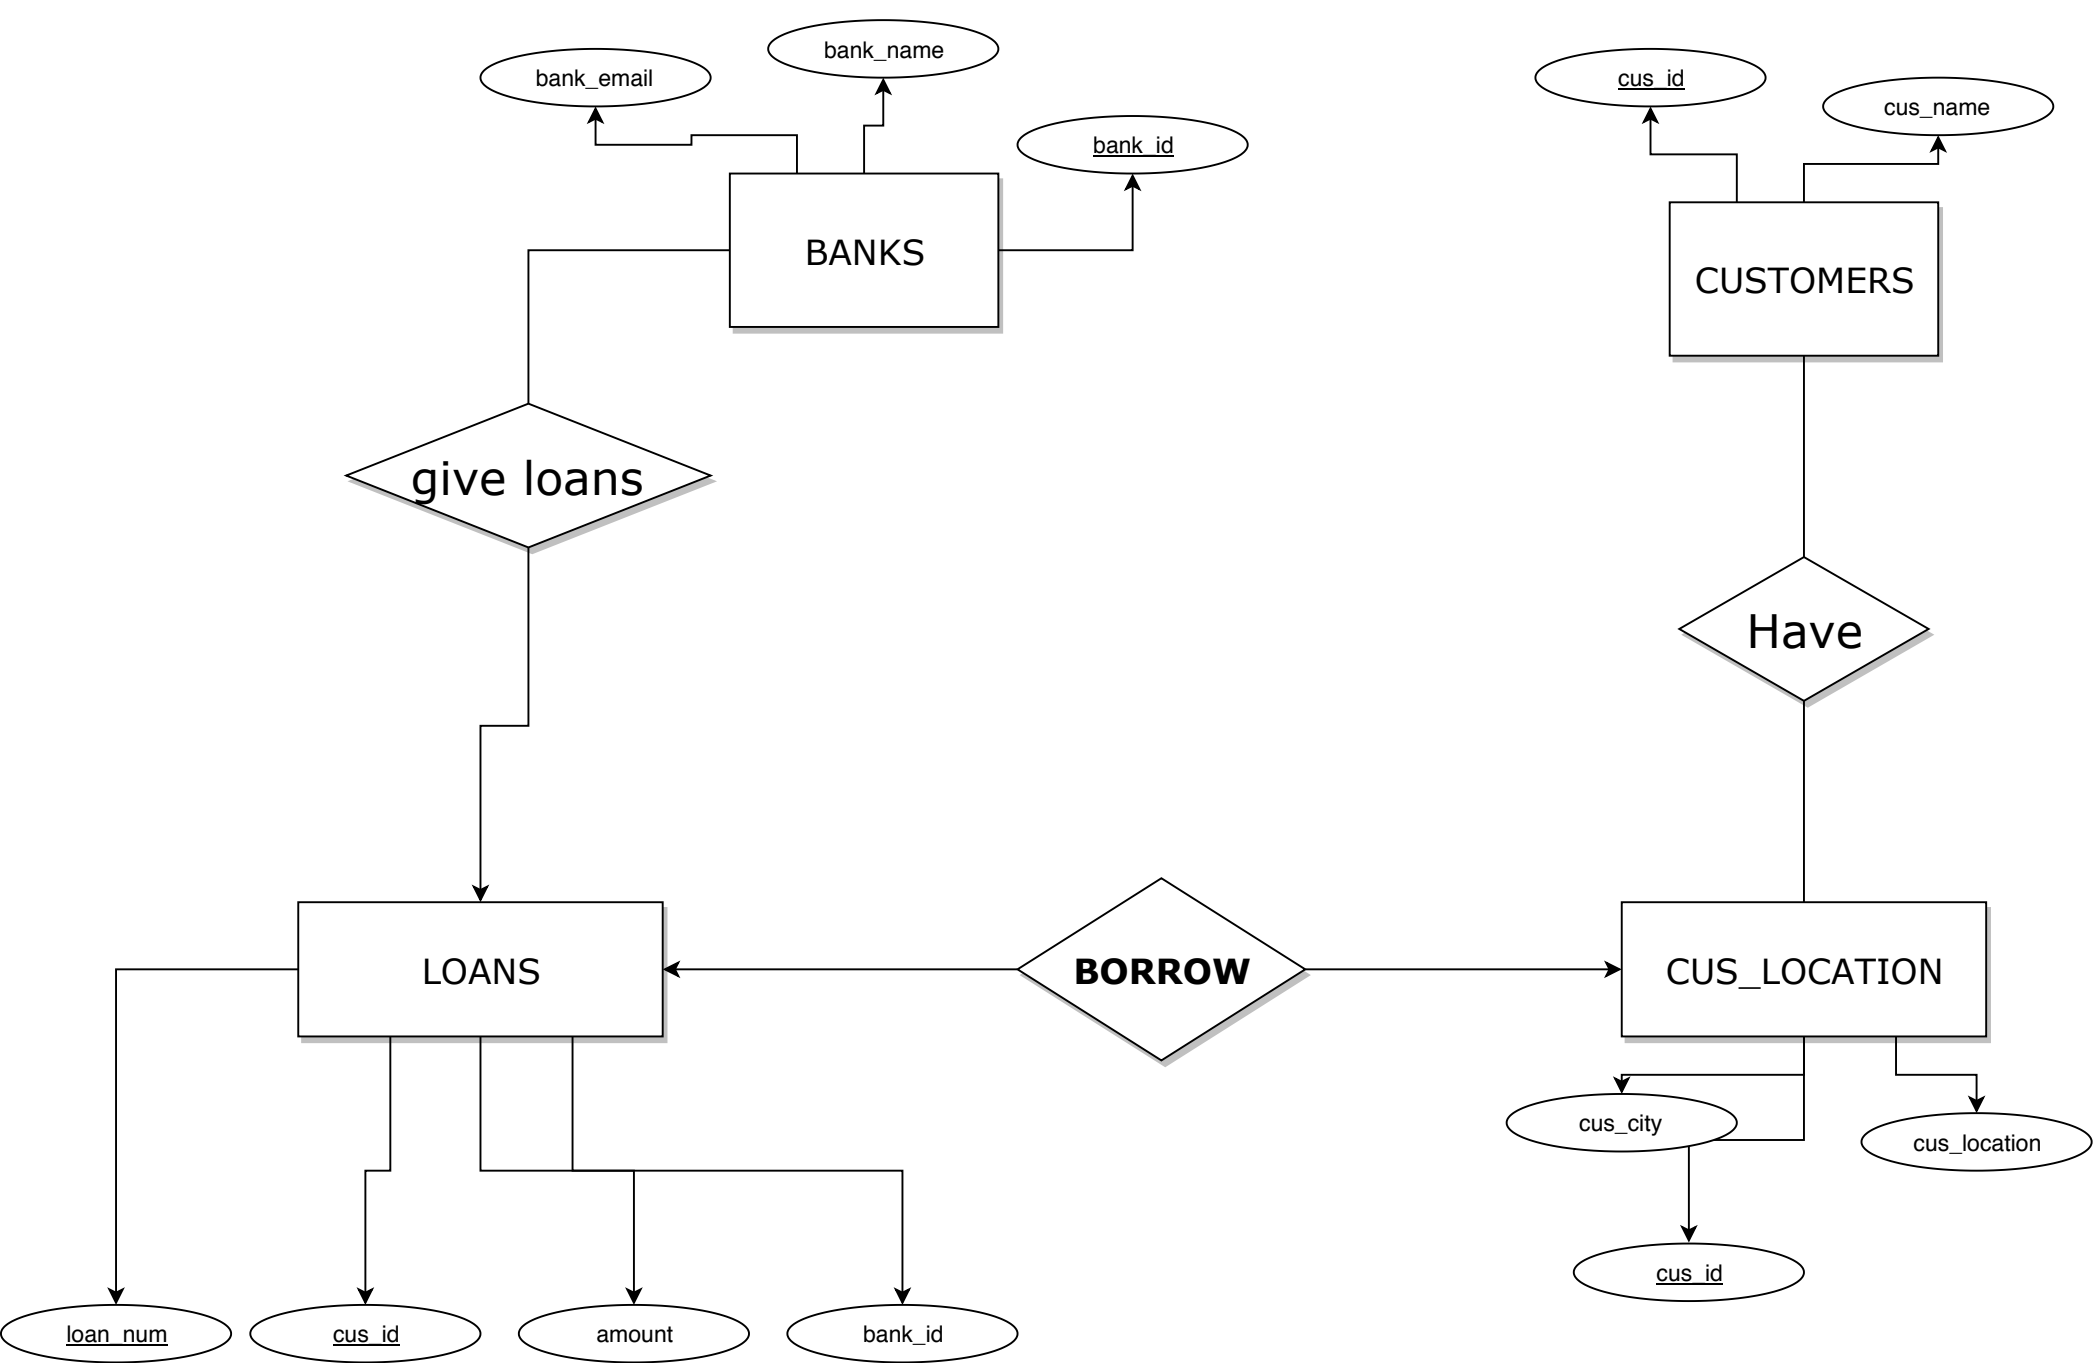 bank_name
bank_email
cus_id
cus_name
bank_id
BANKS
CUSTOMERS
give loans
Have
LOANS
BORROW
CUS_LOCATION
cus_city
cus_location
cus_id
loan_num
cus_id
amount
bank_id